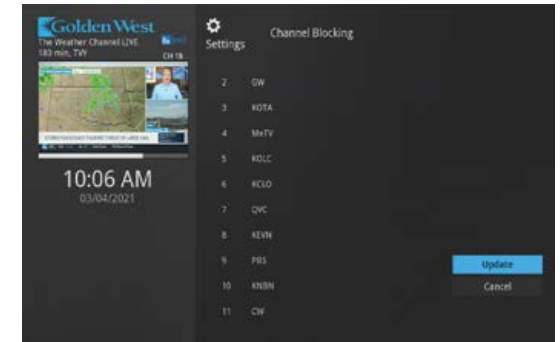 Golden West
The Weather Channel LIVE
183 min, TVY
CH 18
10:06 AM
03/04/2021
Settings
Channel Blocking
2 GW
3 KOTA
4 MeTV
5 KOLC
6 KCLO
7 QVC
8 KEVN
9 PBS
10 KNBN
11 CW
Update
Cancel